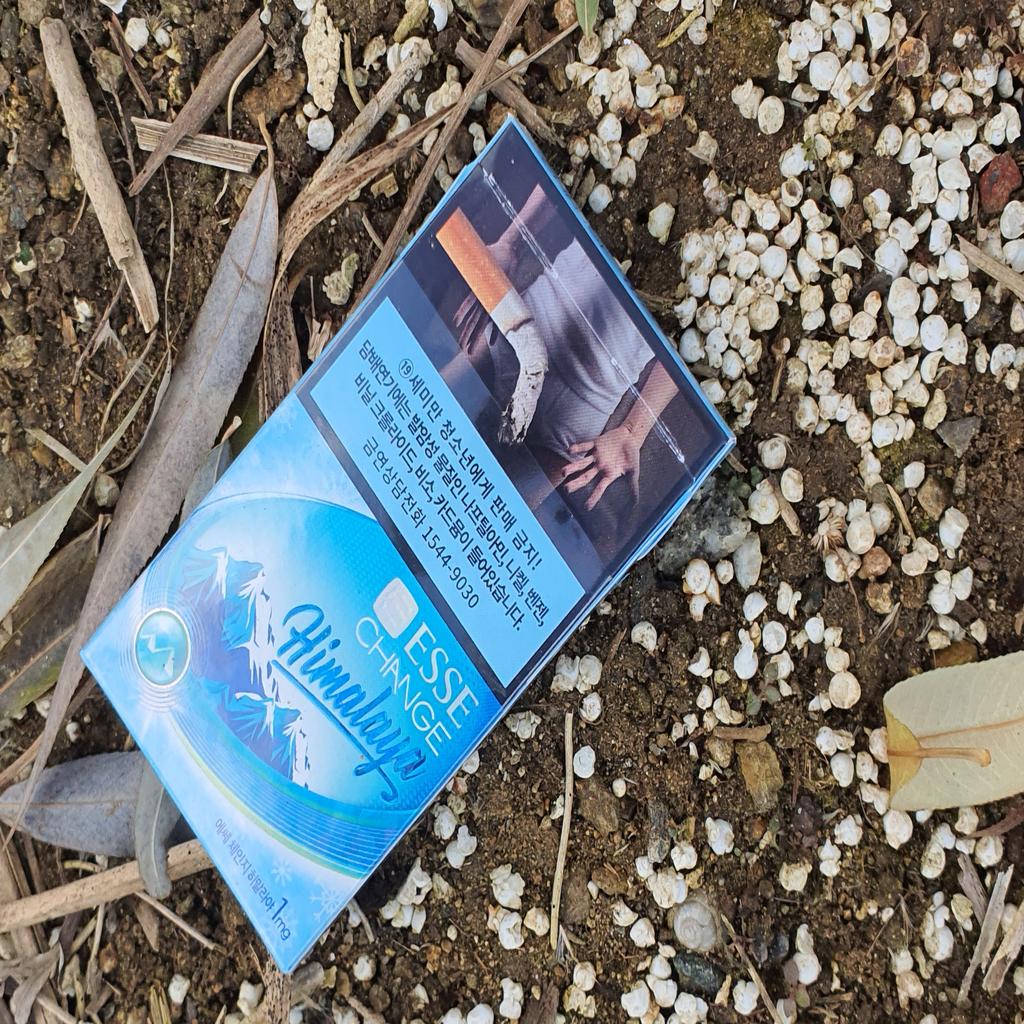 ⑲세미만 청소년에게 판매 금지!
담배연기에는 발암성 물질인 나프틸아민, 니켈, 벤젠,
비닐 크롤라이드, 비소, 카드뮴이 들어있습니다.
금연상담전화 1544-9030
ESSE
CHANGE
Himalaya
에쎄 체인지 히말라야 1mg